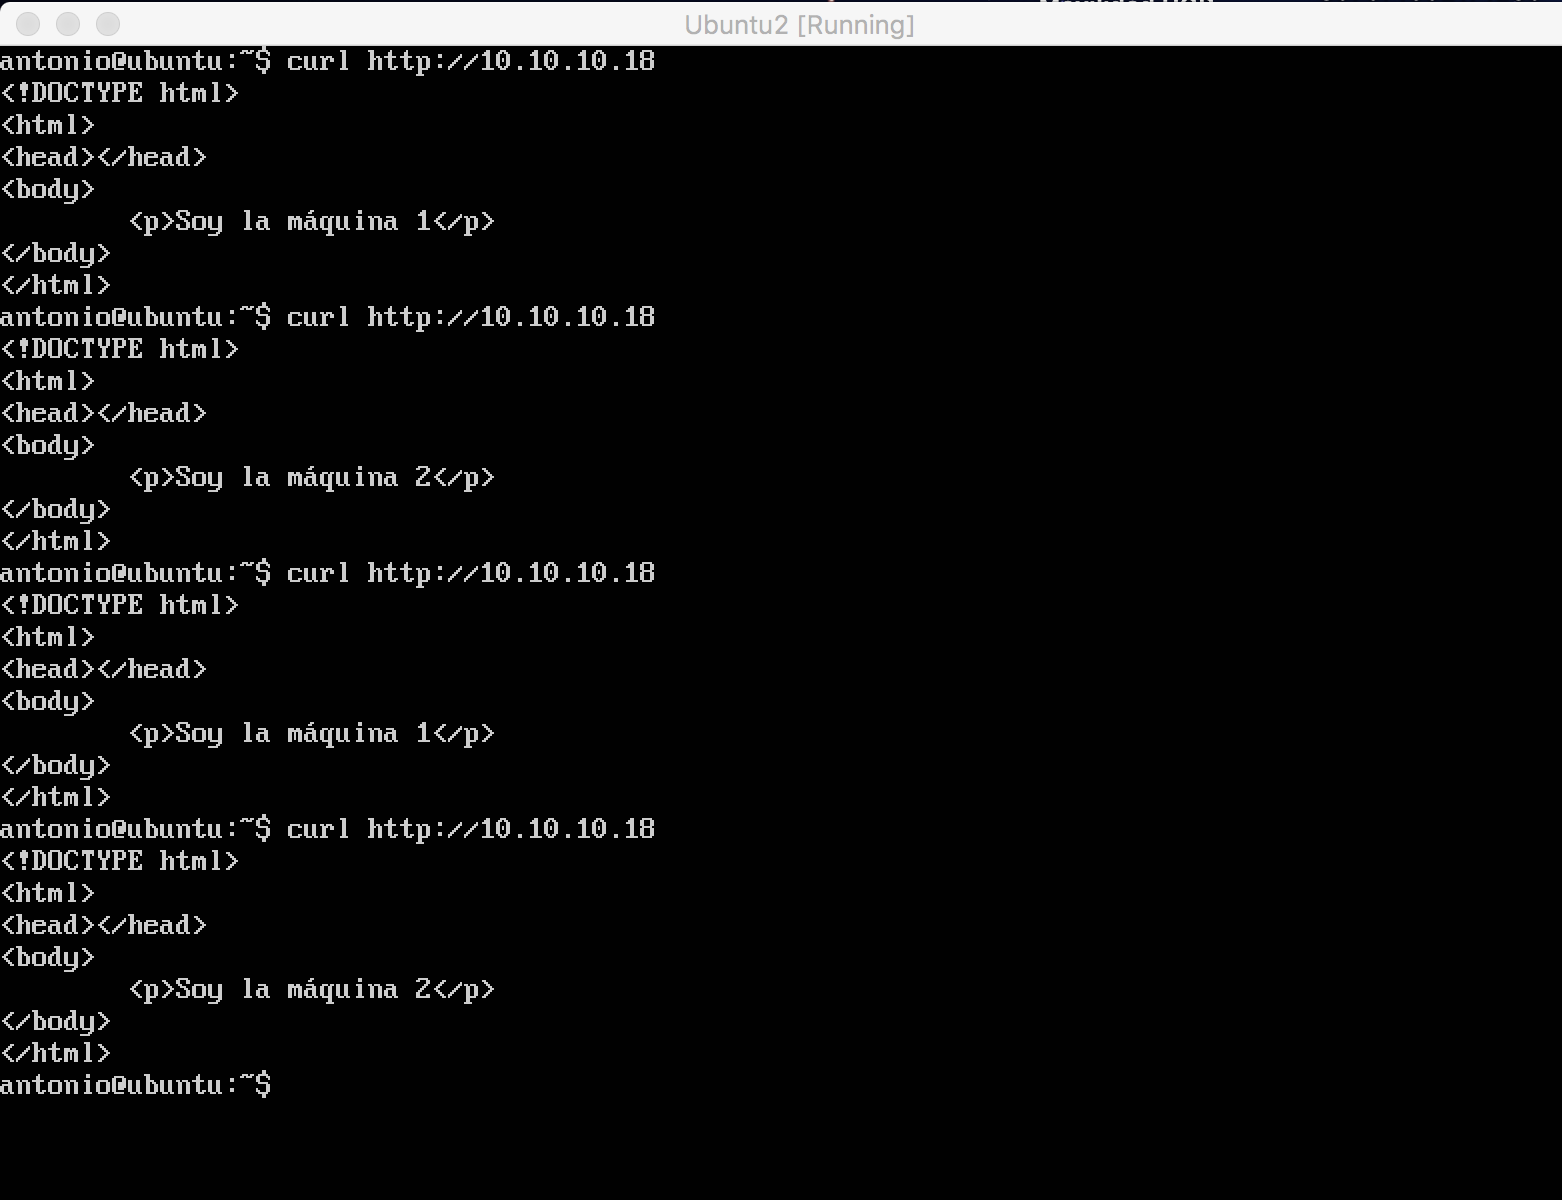 Ubuntu2 [Running]
antonio@ubuntu:~$ curl http://10.10.10.18
<!DOCTYPE html>
<html>
<head></head>
<body>
        <p>Soy la máquina 1</p>
</body>
</html>
antonio@ubuntu:~$ curl http://10.10.10.18
<!DOCTYPE html>
<html>
<head></head>
<body>
        <p>Soy la máquina 2</p>
</body>
</html>
antonio@ubuntu:~$ curl http://10.10.10.18
<!DOCTYPE html>
<html>
<head></head>
<body>
        <p>Soy la máquina 1</p>
</body>
</html>
antonio@ubuntu:~$ curl http://10.10.10.18
<!DOCTYPE html>
<html>
<head></head>
<body>
        <p>Soy la máquina 2</p>
</body>
</html>
antonio@ubuntu:~$